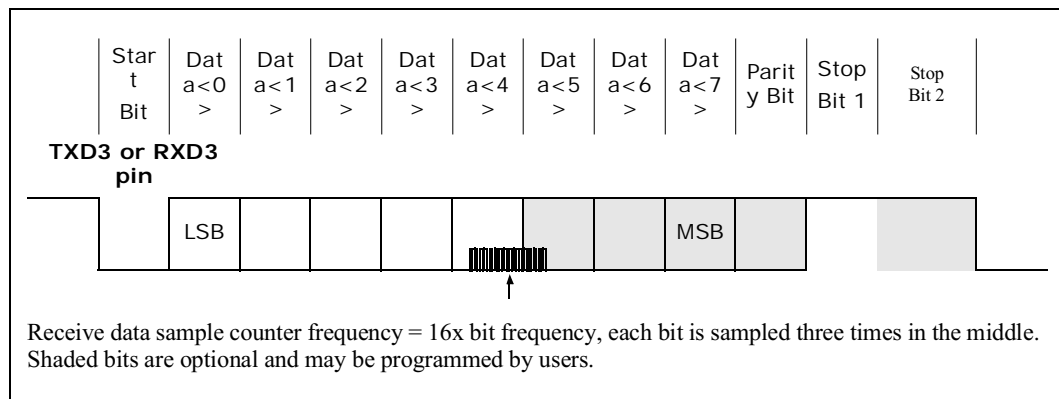 Star
t
Bit
Dat
a<0
>
Dat
a<1
>
Dat
a<2
>
Dat
a<3
>
Dat
a<4
>
Dat
a<5
>
Dat
a<6
>
Dat
a<7
>
Parit
y Bit
Stop
Bit 1
Stop
Bit 2
TXD3 or RXD3
pin
LSB
MSB
Receive data sample counter frequency = 16x bit frequency, each bit is sampled three times in the middle.
Shaded bits are optional and may be programmed by users.